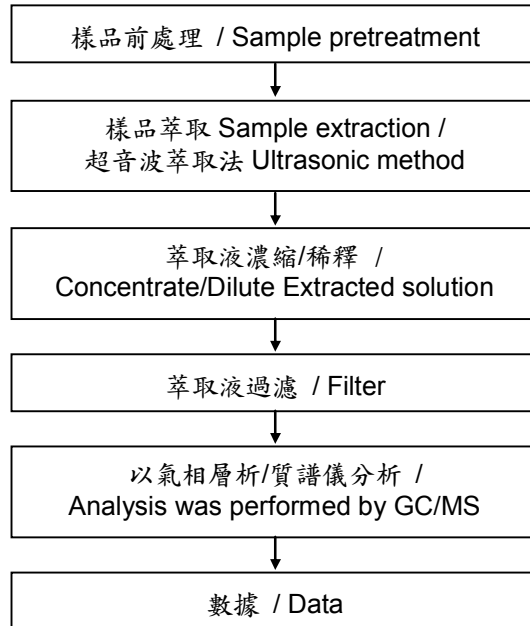 樣品前處理 / Sample pretreatment
樣品萃取 Sample extraction /
超音波萃取法 Ultrasonic method
萃取液濃縮/稀釋 /
Concentrate/Dilute Extracted solution
萃取液過濾 / Filter
以氣相層析/質譜儀分析 /
Analysis was performed by GC/MS
數據 / Data